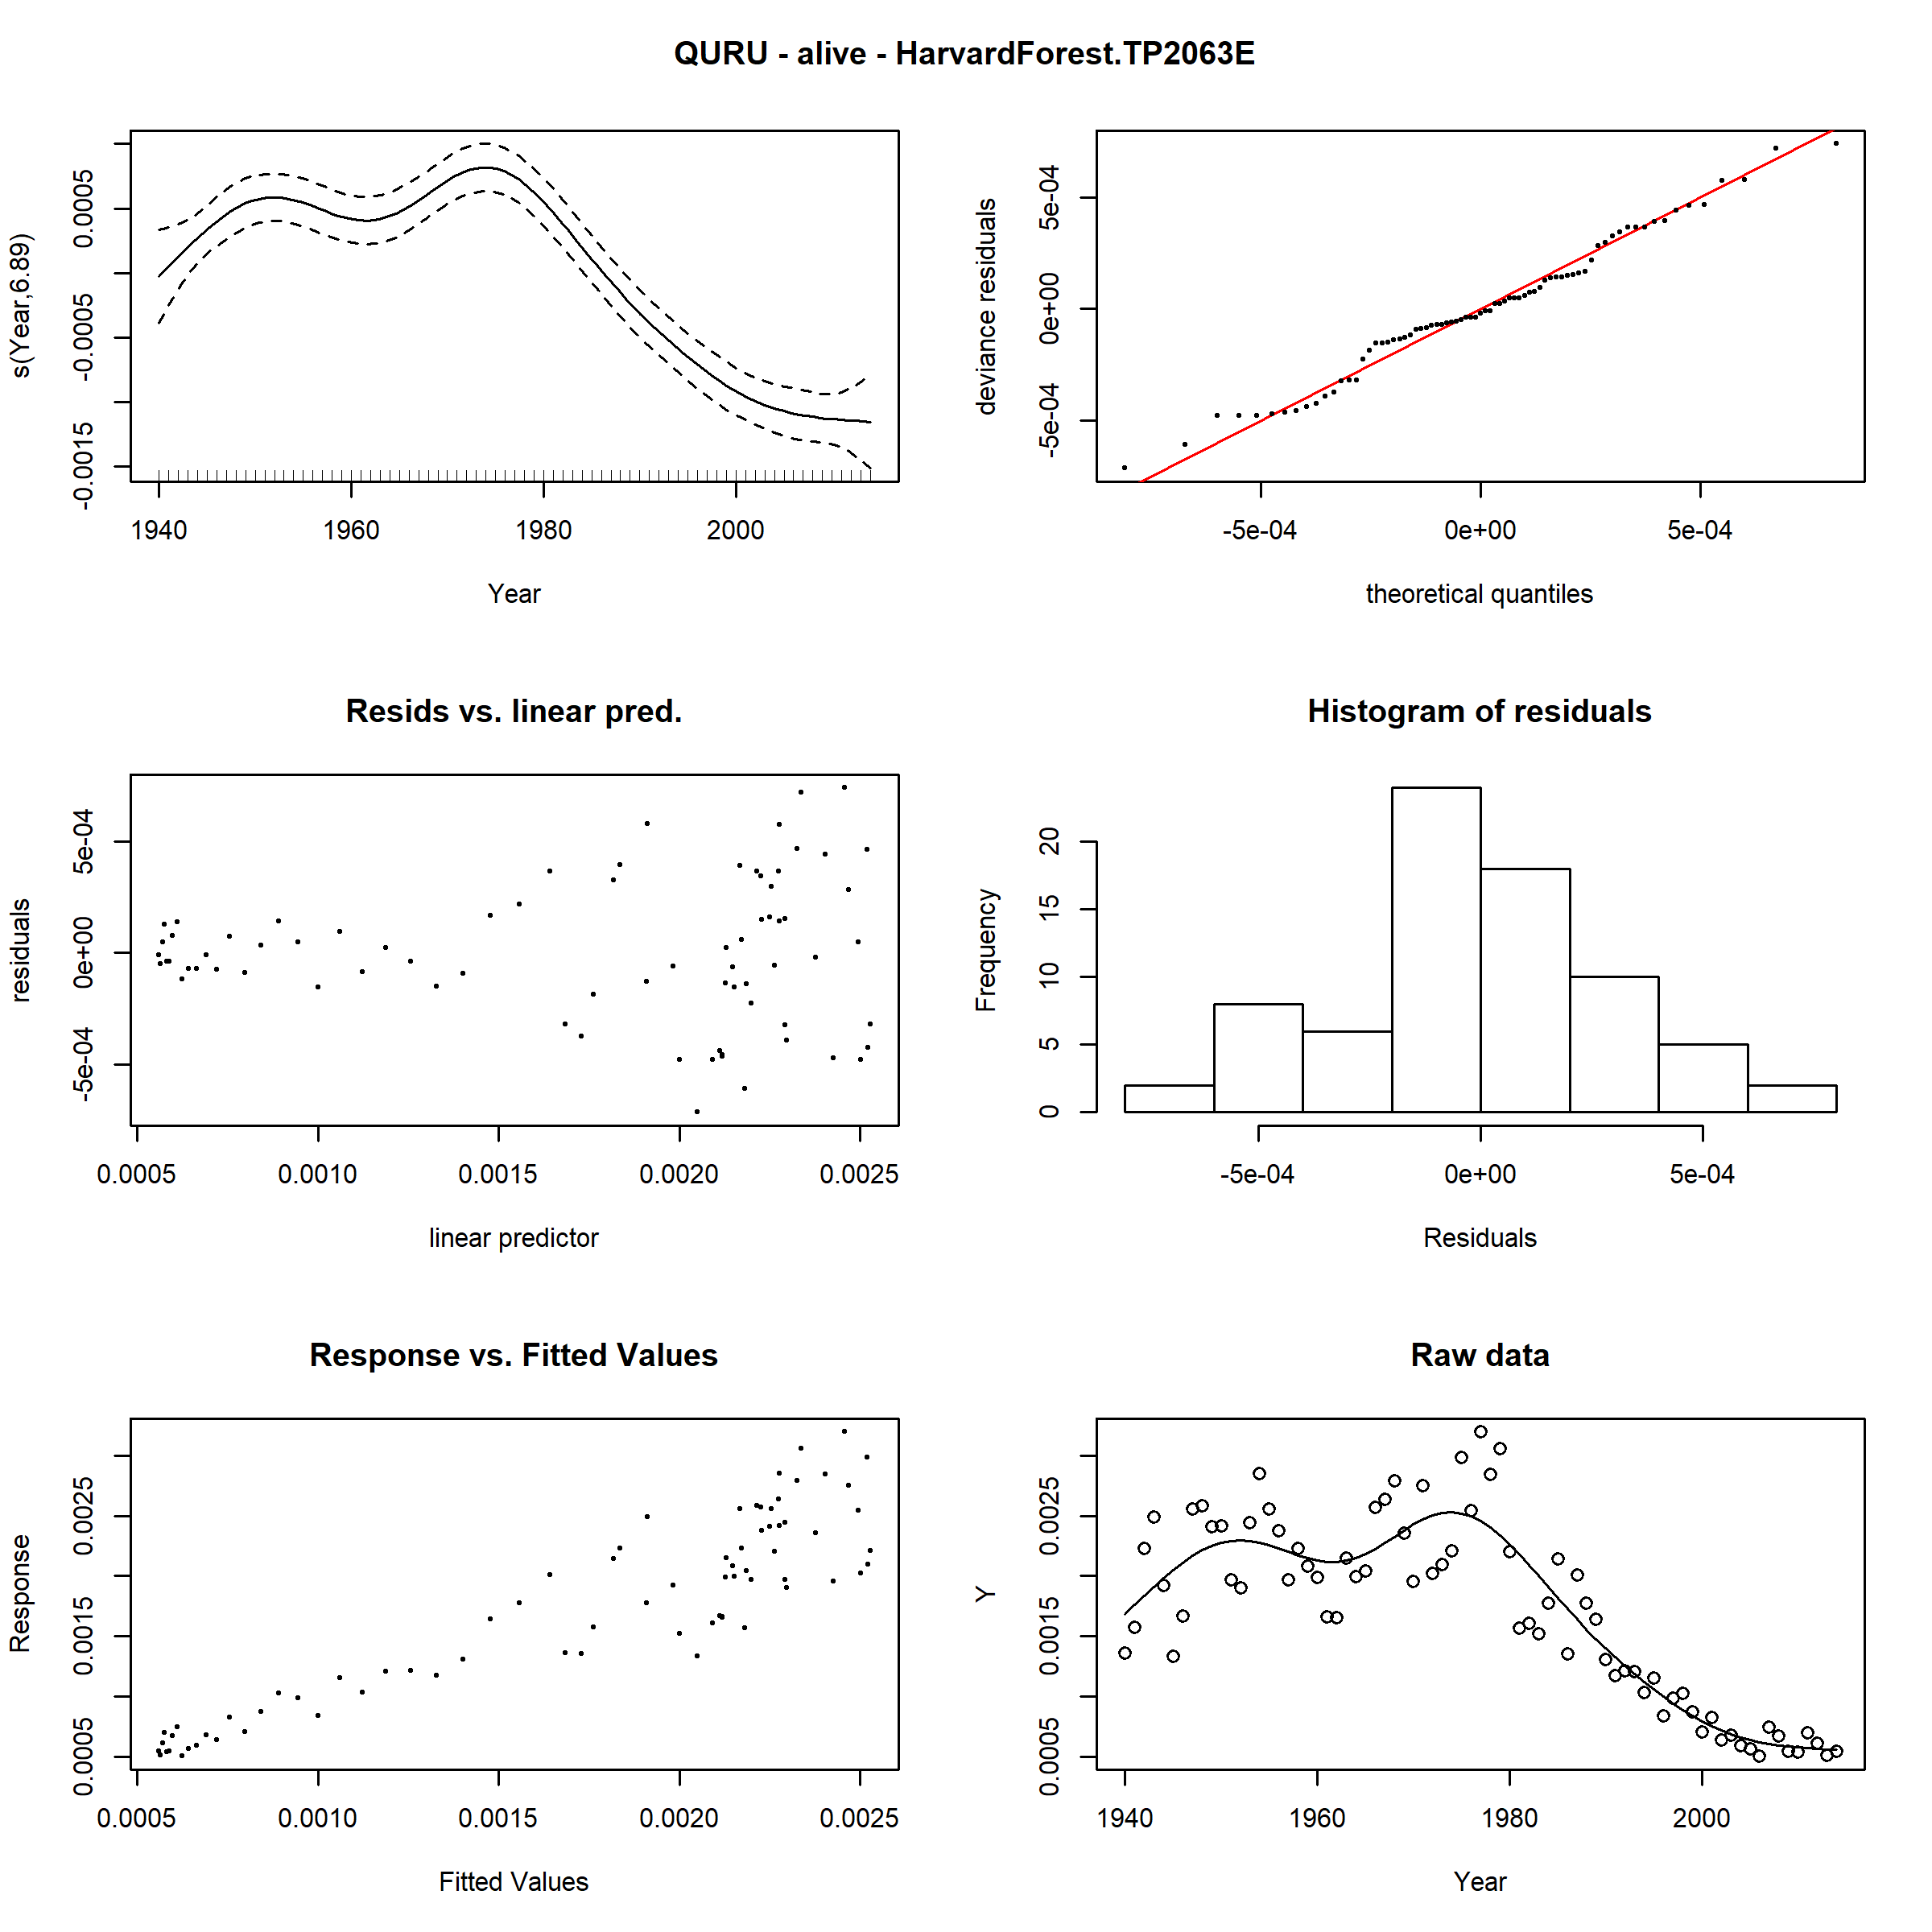 QURU - alive - HarvardForest.TP2063E
s(Year,6.89)
-0.0015 -0.0005 0.0005
1940 1960 1980 2000
Year
deviance residuals
-5e-04 0e+00 5e-04
-5e-04 0e+00 5e-04
theoretical quantiles
Resids vs. linear pred.
residuals
-5e-04 0e+00 5e-04
0.0005 0.0010 0.0015 0.0020 0.0025
linear predictor
Histogram of residuals
Frequency
0 5 10 15 20
-5e-04 0e+00 5e-04
Residuals
Response vs. Fitted Values
Response
0.0005 0.0015 0.0025
0.0005 0.0010 0.0015 0.0020 0.0025
Fitted Values
Raw data
Y
0.0005 0.0015 0.0025
1940 1960 1980 2000
Year